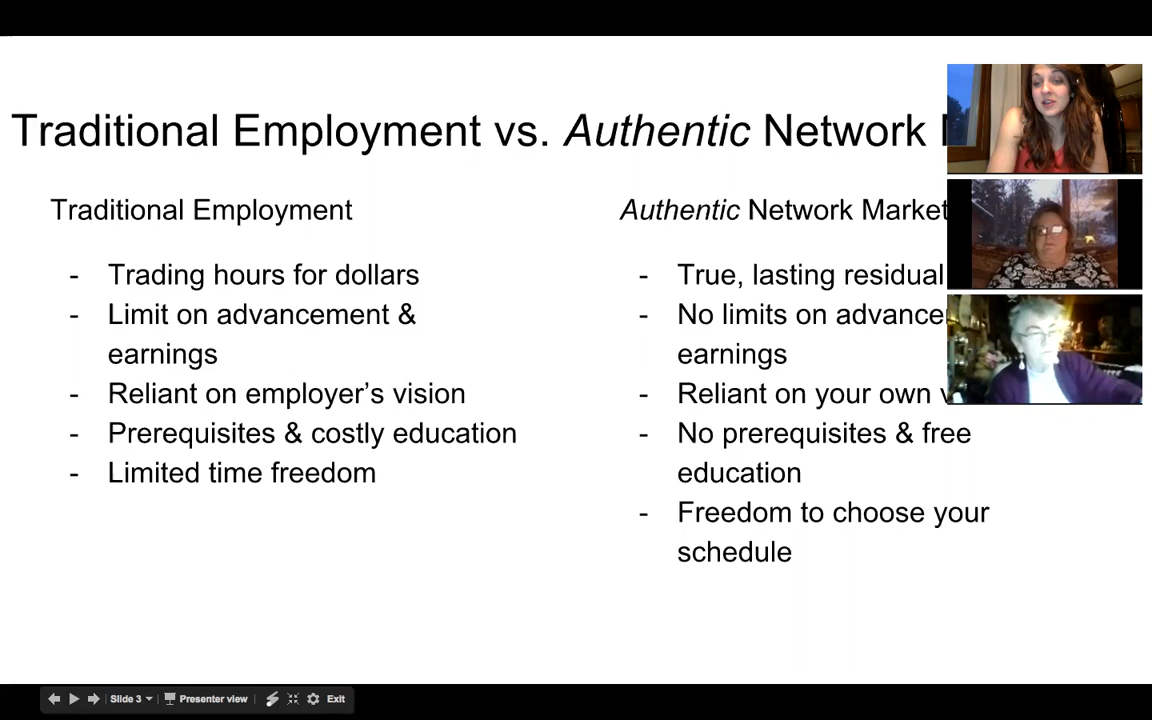 Traditional Employment vs. Authentic Network
Traditional Employment
- Trading hours for dollars
- Limit on advancement &
earnings
- Reliant on employer's vision
- Prerequisites & costly education
- Limited time freedom
Authentic Network
- True, lasting residual
- No limits on
earnings
- Reliant on your own
- No prerequisites & free
education
- Freedom to choose your
schedule
Slide 3
Presenter view
Exit